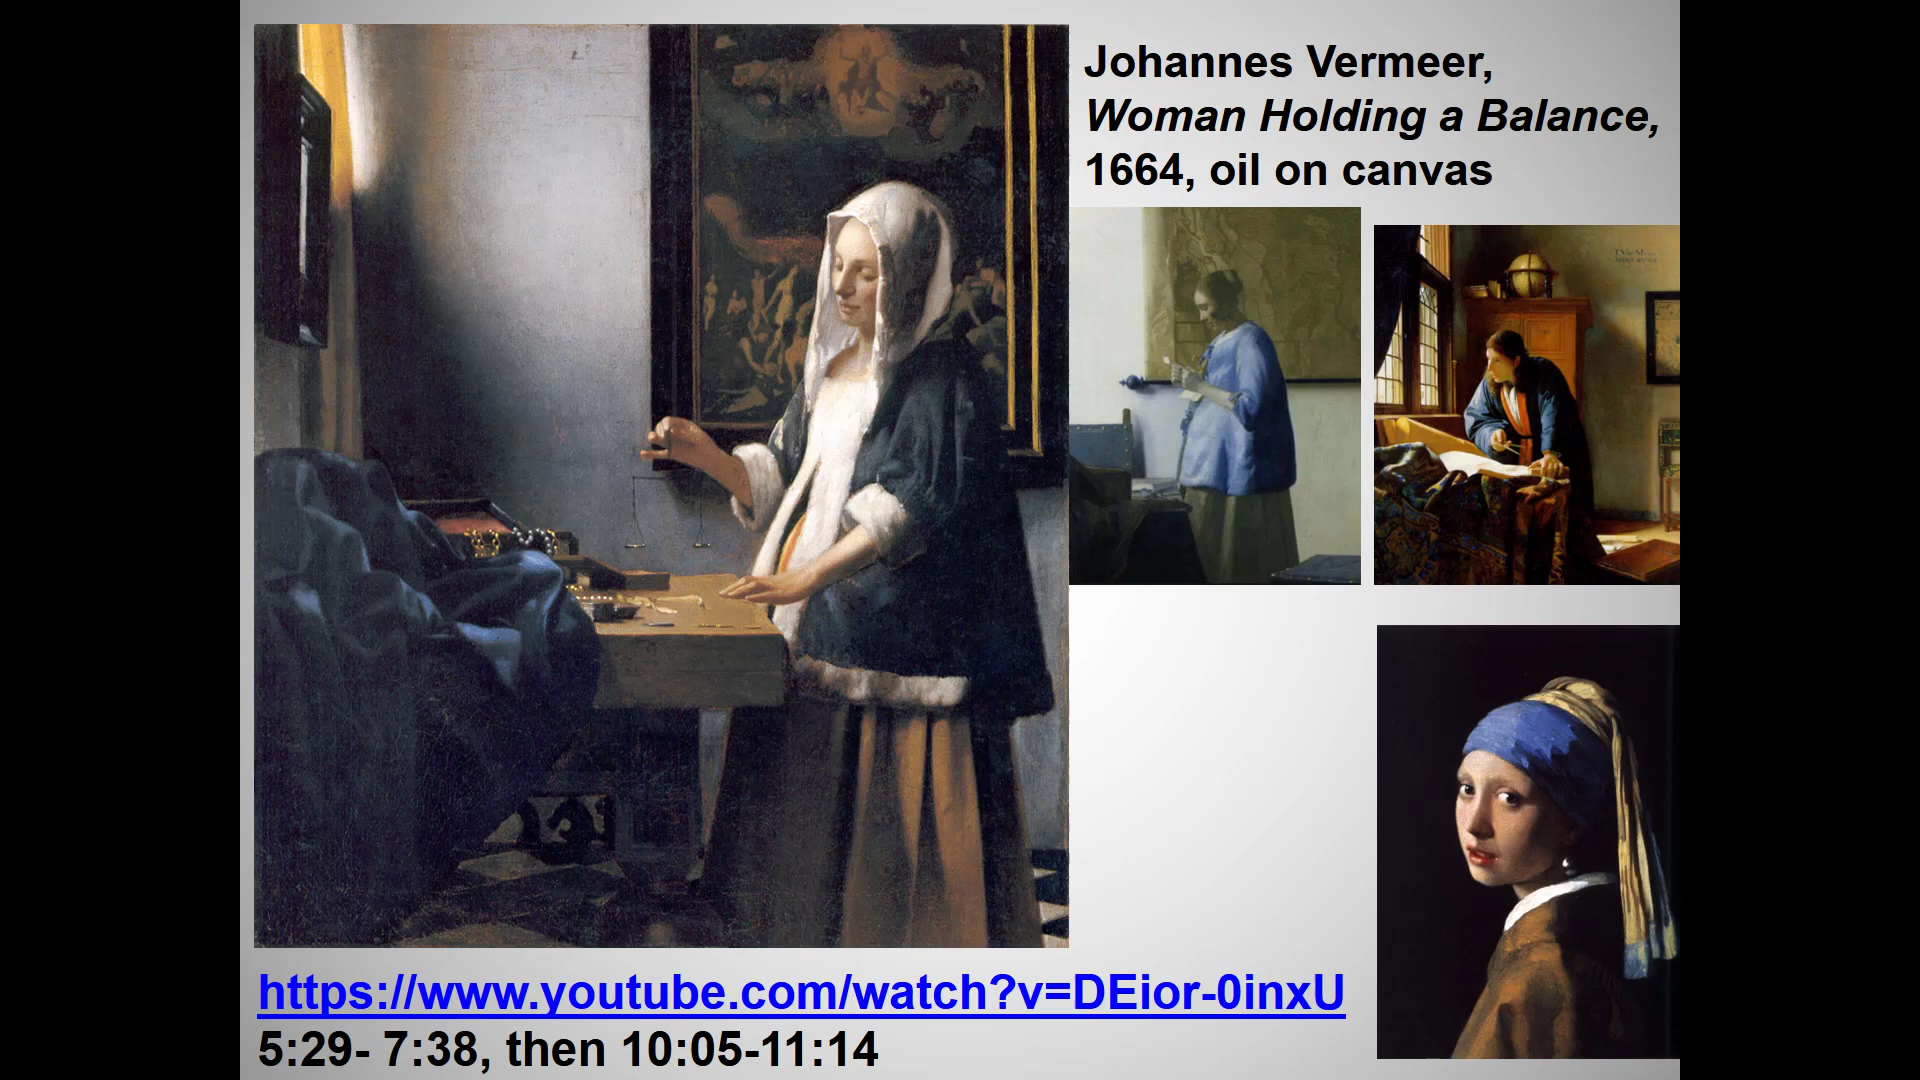 Johannes Vermeer,
Woman Holding a Balance,
1664, oil on canvas
https://www.youtube.com/watch?v=DEior-0inxU
5:29- 7:38, then 10:05-11:14